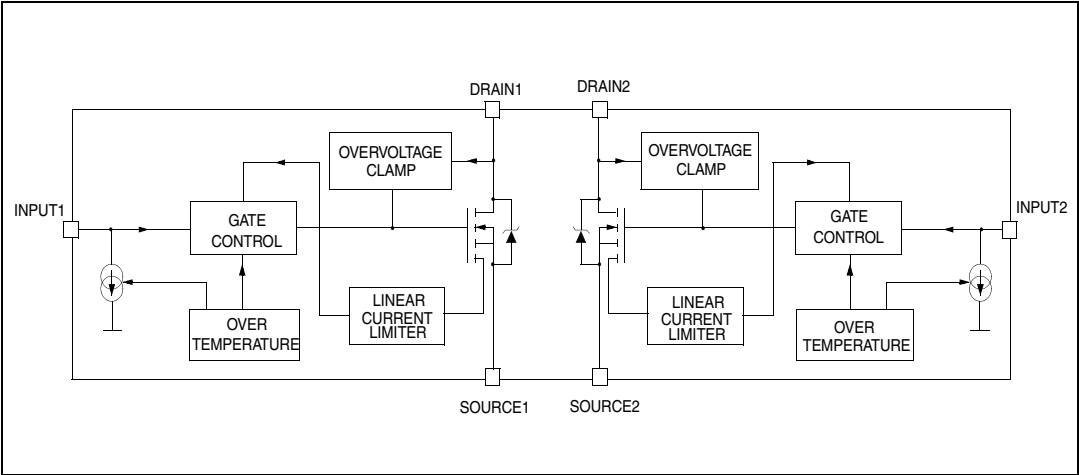 DRAIN1
DRAIN2
OVERVOLTAGE
CLAMP
OVERVOLTAGE
CLAMP
INPUT1
GATE
CONTROL
GATE
CONTROL
INPUT2
LINEAR
CURRENT
LIMITER
LINEAR
CURRENT
LIMITER
OVER
TEMPERATURE
OVER
TEMPERATURE
SOURCE1
SOURCE2